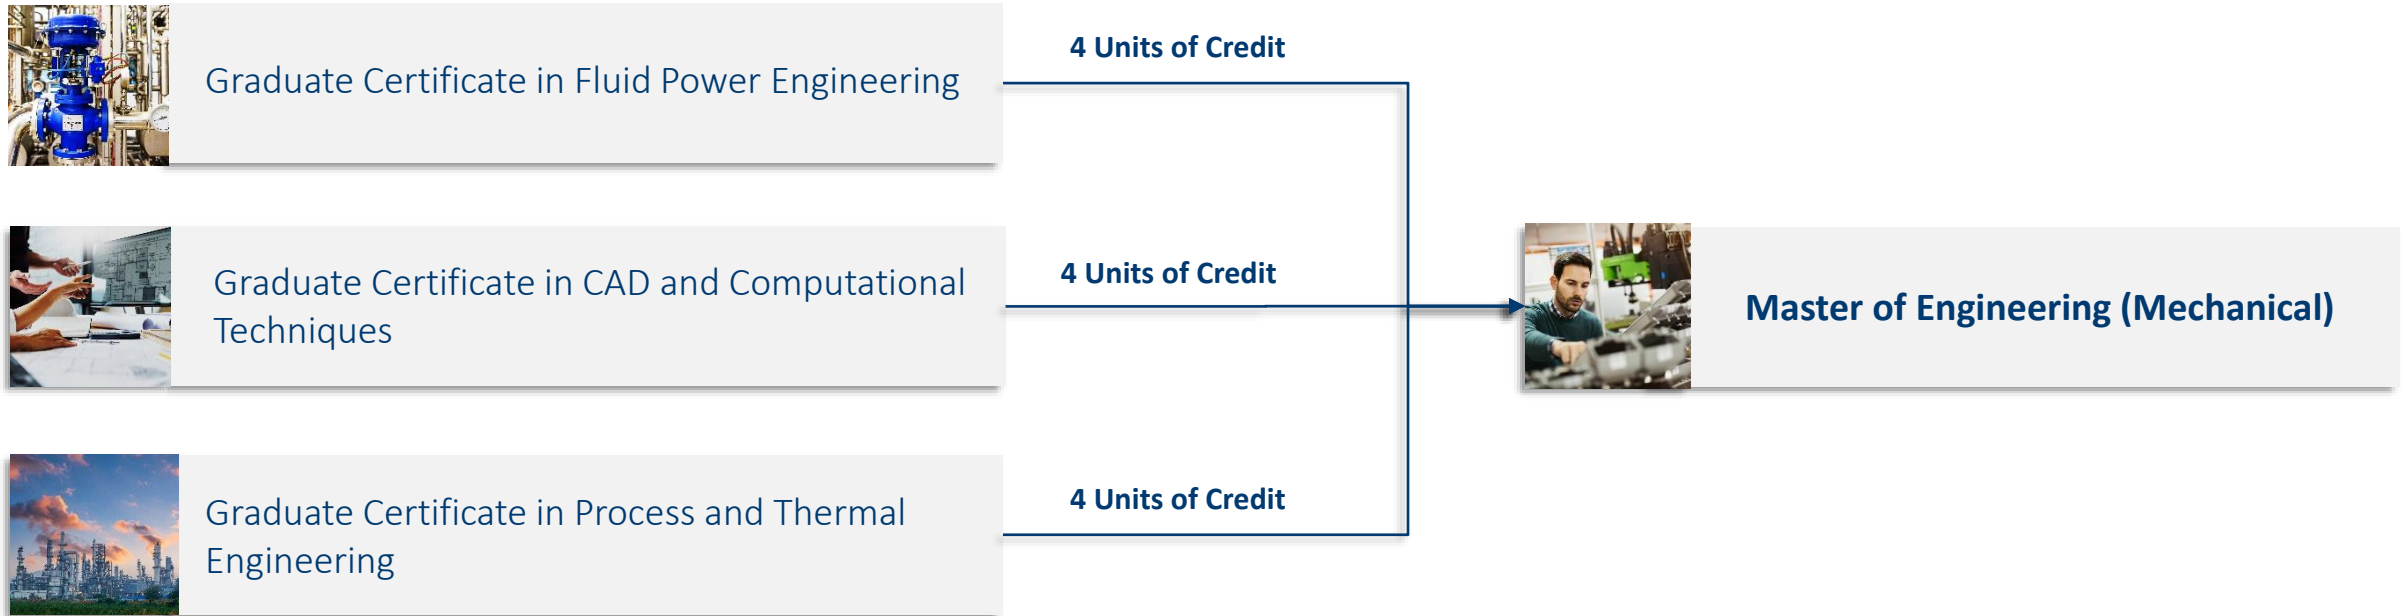 4 Units of Credit
Graduate Certificate in Fluid Power Engineering
4 Units of Credit
Graduate Certificate in CAD and Computational
Techniques
Master of Engineering (Mechanical)
4 Units of Credit
Graduate Certificate in Process and Thermal
Engineering